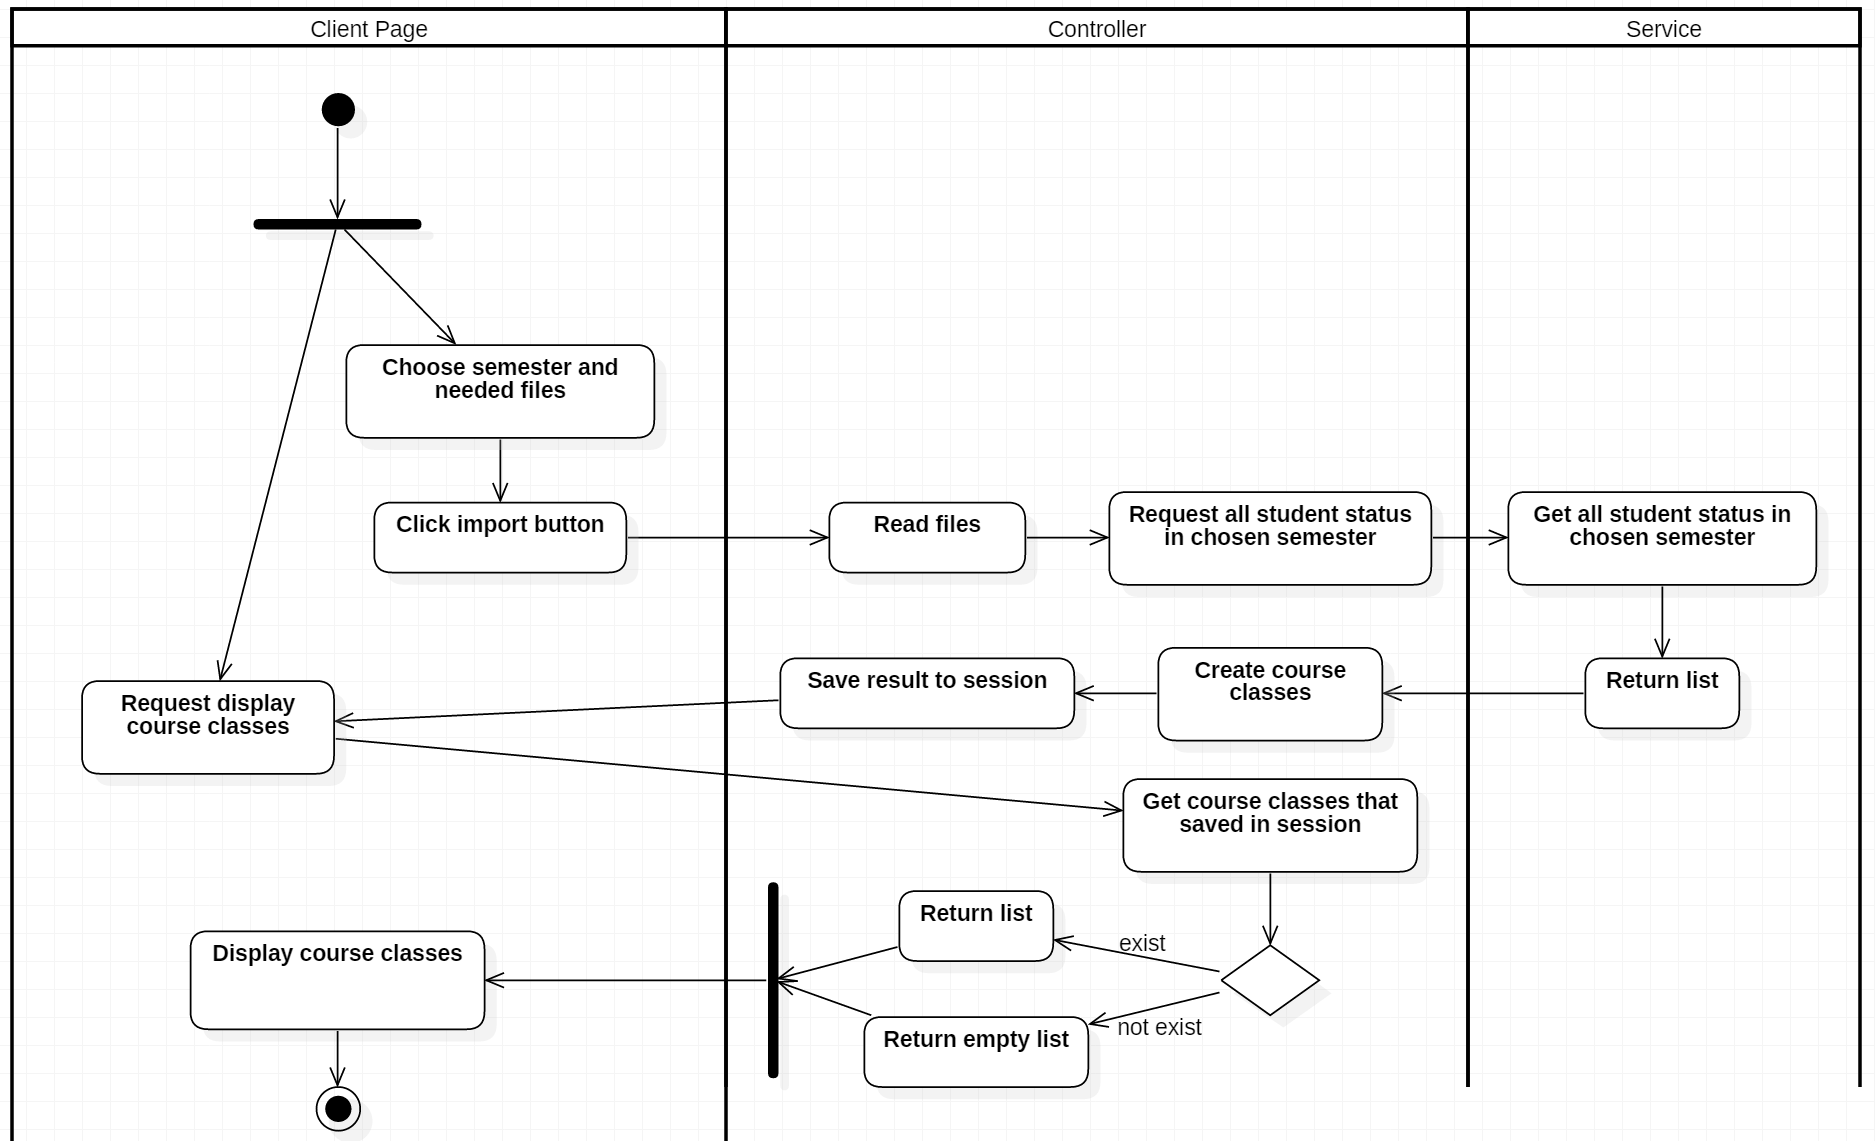 Client Page
Controller
Service
Choose semester and
needed files
Click import button
Read files
Request all student status
in chosen semester
Get all student status in
chosen semester
Request display
course classes
Save result to session
Create course
classes
Return list
Get course classes that
saved in session
Display course classes
Return list
exist
Return empty list
not exist